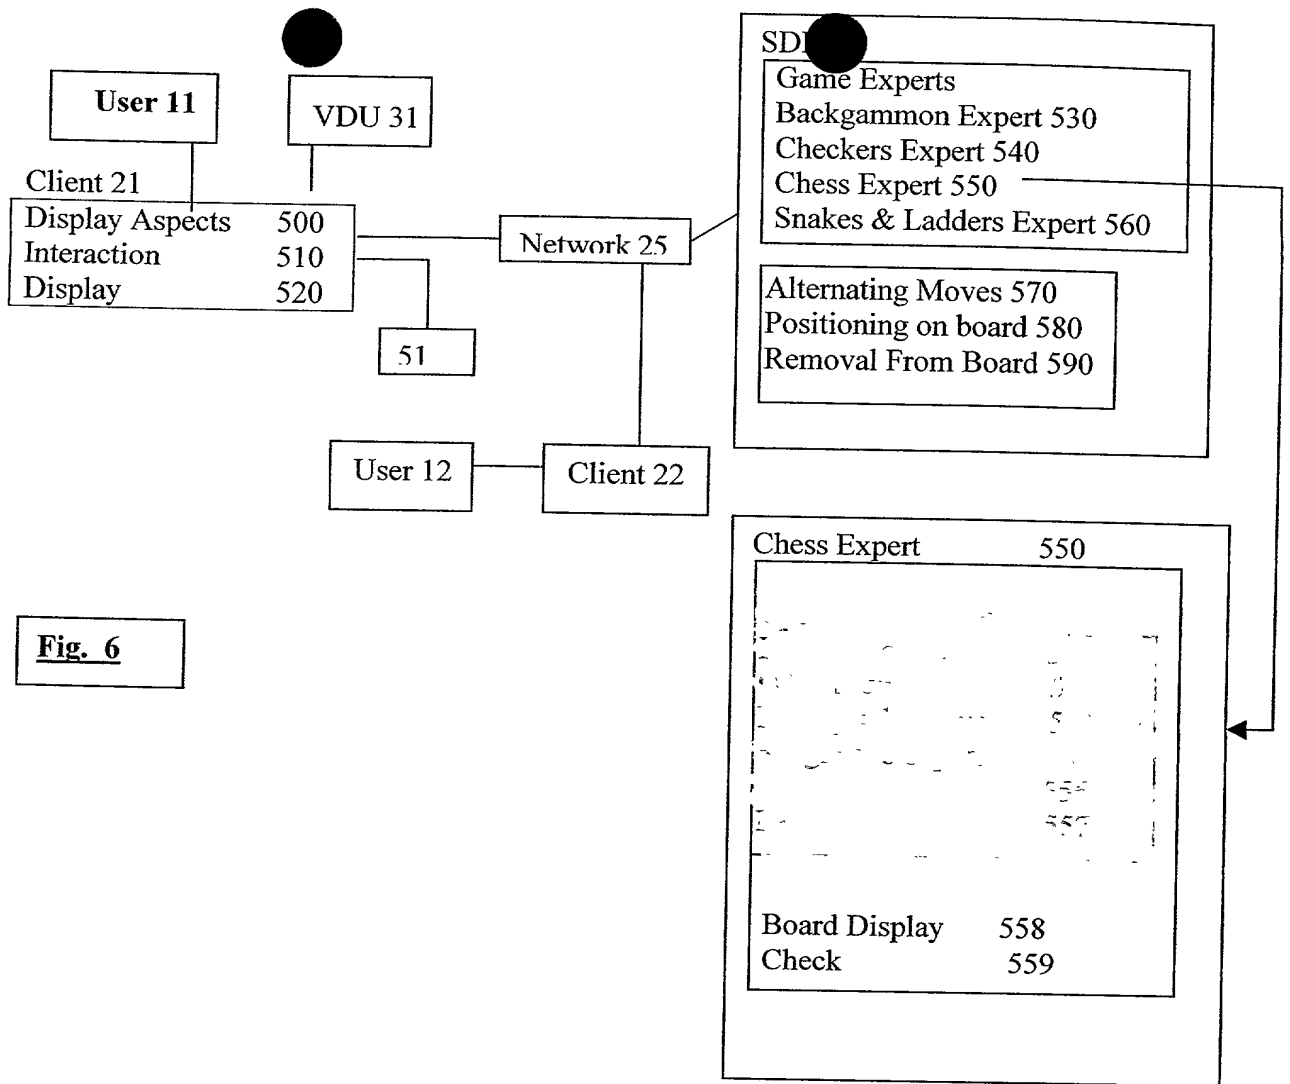 User 11
VDU 31
Client 21
Display Aspects 500
Interaction 510
Display 520
Network 25
51
User 12
Client 22
Game Experts
Backgammon Expert 530
Checkers Expert 540
Chess Expert 550
Snakes & Ladders Expert 560
Alternating Moves 570
Positioning on board 580
Removal From Board 590
Chess Expert 550
557
Board Display 558
Check 559
Fig. 6